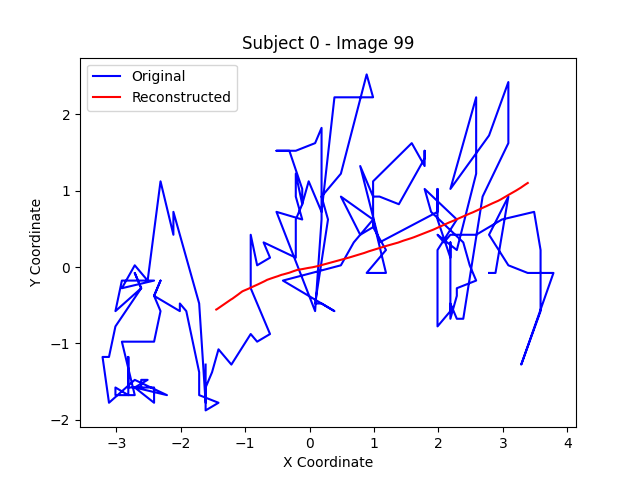 Subject 0 - Image 99
Original
Reconstructed
Y Coordinate
2
1
0
−1
−2
−3 −2 −1 0 1 2 3 4
X Coordinate